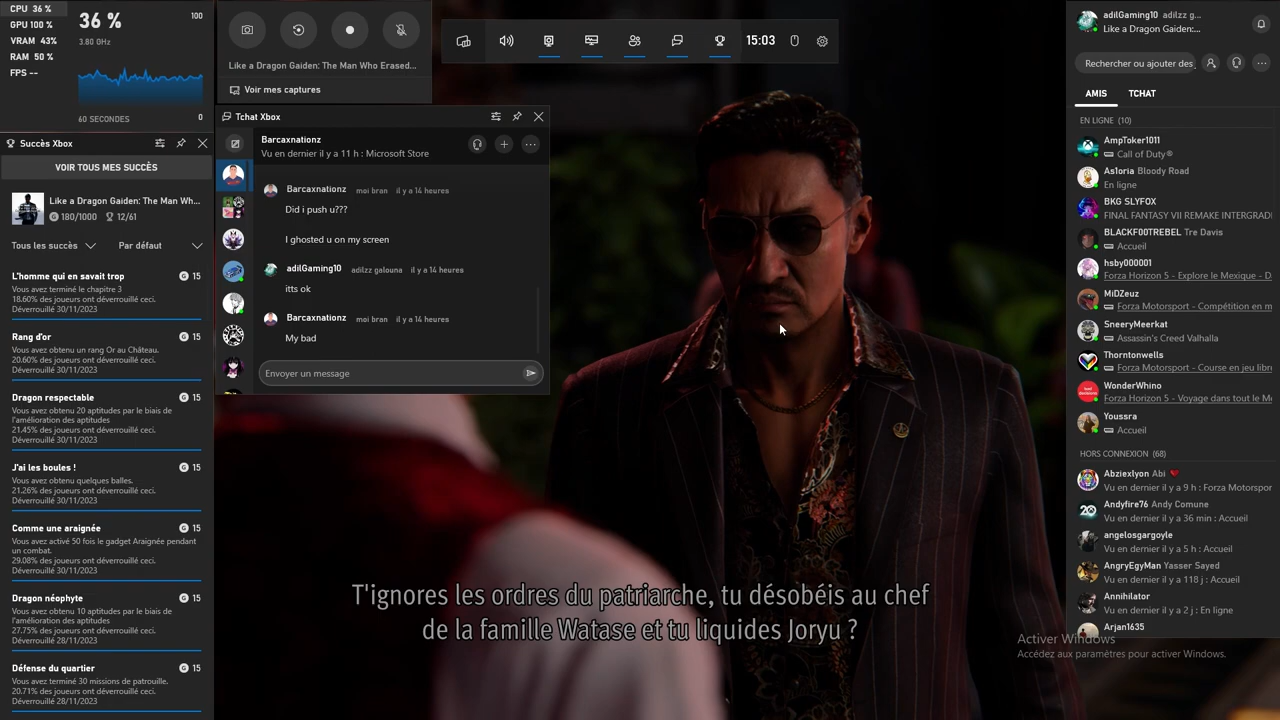 CPU 36 %
GPU 100 %
VRAM 43%
RAM 50 %
FPS --
36 %
3.80 GHz
100
60 SECONDES
0
Like a Dragon Gaiden: The Man Who Erased...
Voir mes captures
15:03
Succès Xbox
VOIR TOUS MES SUCCÈS
Like a Dragon Gaiden: The Man Wh...
G 180/1000 12/61
Tous les succès
Par défaut
L'homme qui en savait trop G 15
Vous avez terminé le chapitre 3
18.60% des joueurs ont déverrouillé ceci.
Déverrouillé 30/11/2023
Rang d'or G 15
Vous avez obtenu un rang Or au Château.
20.60% des joueurs ont déverrouillé ceci.
Déverrouillé 30/11/2023
Dragon respectable G 15
Vous avez obtenu 20 aptitudes par le biais de
l'amélioration des aptitudes
21.45% des joueurs ont déverrouillé ceci.
Déverrouillé 30/11/2023
J'ai les boules ! G 15
Vous avez obtenu quelques balles.
21.26% des joueurs ont déverrouillé ceci.
Déverrouillé 30/11/2023
Comme une araignée G 15
Vous avez activé 50 fois le gadget Araignée pendant
un combat.
29.08% des joueurs ont déverrouillé ceci.
Déverrouillé 30/11/2023
Dragon néophyte G 15
Vous avez obtenu 10 aptitudes par le biais de
l'amélioration des aptitudes
27.75% des joueurs ont déverrouillé ceci.
Déverrouillé 28/11/2023
Défense du quartier G 15
Vous avez terminé 30 missions de patrouille.
20.71% des joueurs ont déverrouillé ceci.
Déverrouillé 28/11/2023
Tchat Xbox
Barcaxnationz
Vu en dernier il y a 11 h : Microsoft Store
Barcaxnationz moi bran il y a 14 heures
Did i push u???
I ghosted u on my screen
adilGaming10 adilzz galouna il y a 14 heures
itts ok
Barcaxnationz moi bran il y a 14 heures
My bad
Envoyer un message
T'ignores les ordres du patriarche, tu désobéis au chef
de la famille Watase et tu liquides Joryu ?
adilGaming10 adilzz g...
Like a Dragon Gaiden:...
Rechercher ou ajouter des
AMIS
TCHAT
EN LIGNE (10)
AmpToker1011
Call of Duty®
As1oria Bloody Road
En ligne
BKG SLYFOX
FINAL FANTASY VII REMAKE INTERGRAD
BLACKF00TREBEL Tre Davis
Accueil
hsby000001
Forza Horizon 5 - Explore le Mexique - D
MiDZeuz
Forza Motorsport - Compétition en m
SneeryMeerkat
Assassin's Creed Valhalla
Thorntonwells
Forza Motorsport - Course en jeu libr
WonderWhino
Forza Horizon 5 - Voyage dans tout le M
Youssra
Accueil
HORS CONNEXION (68)
Abziexlyon Abi ❤
Vu en dernier il y a 9 h : Forza Motorspor
Andyfire76 Andy Comune
Vu en dernier il y a 36 min : Accueil
angelosgargoyle
Vu en dernier il y a 5 h : Accueil
AngryEgyMan Yasser Sayed
Vu en dernier il y a 118 j : Accueil
Annihilator
Vu en dernier il y a 2 j : En ligne
Arjan1635
Activer Windows
Accédez aux paramètres pour activer Windows.